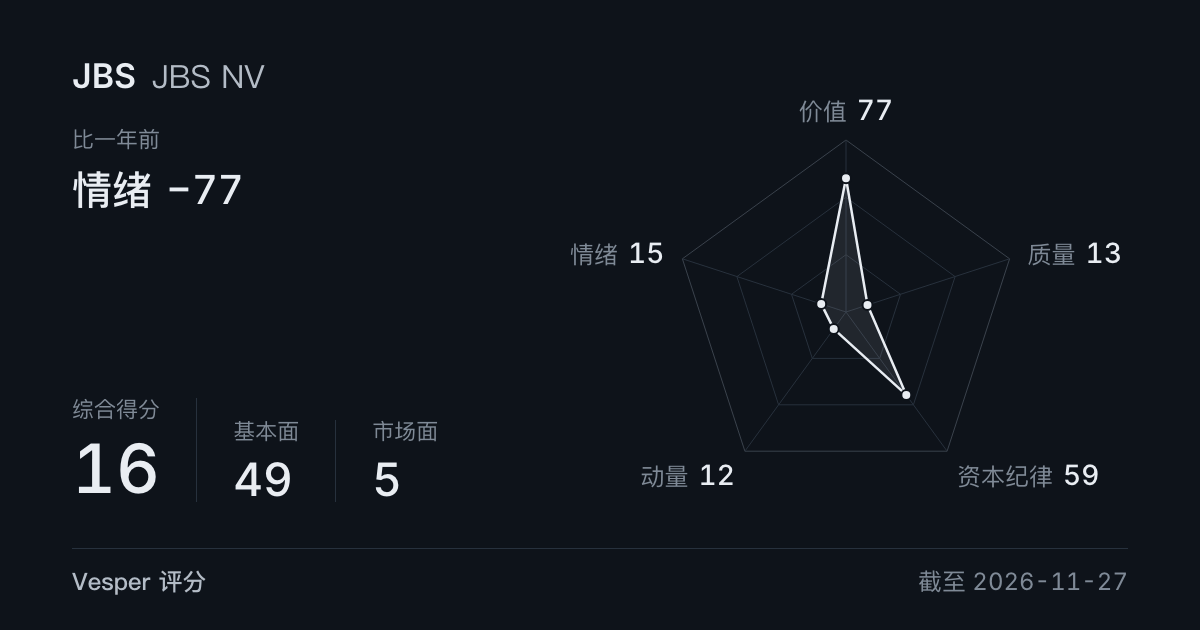 JBS JBS NV
比一年前
情绪 −77
价值 77
情绪 15
质量 13
动量 12
资本纪律 59
综合得分
16
基本面
49
市场面
5
Vesper 评分
截至 2026-11-27